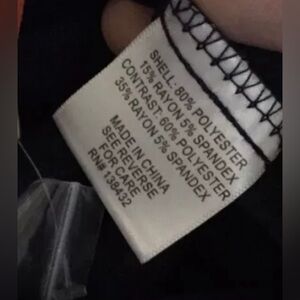 SHELL: 80% POLYESTER
15% RAYON 5% SPANDEX
CONTRAST: 60% POLYESTER
35% RAYON 5% SPANDEX
MADE IN CHINA
SEE REVERSE
FOR CARE
RN# 138432